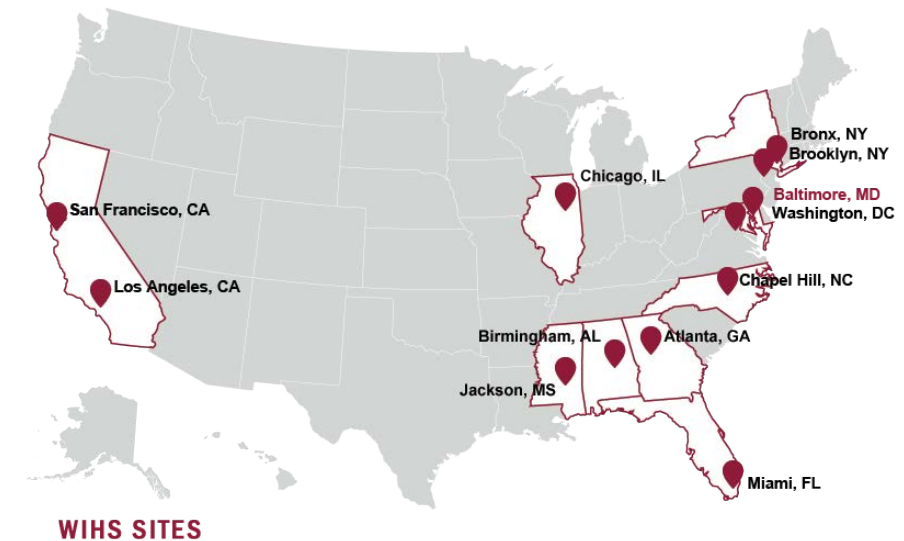 Bronx, NY
Brooklyn, NY
Chicago, IL
Baltimore, MD
San Francisco, CA
Washington, DC
Chapel Hill, NC
Los Angeles, CA
Birmingham, AL
Atlanta, GA
Jackson, MS
Miami, FL
WIHS SITES